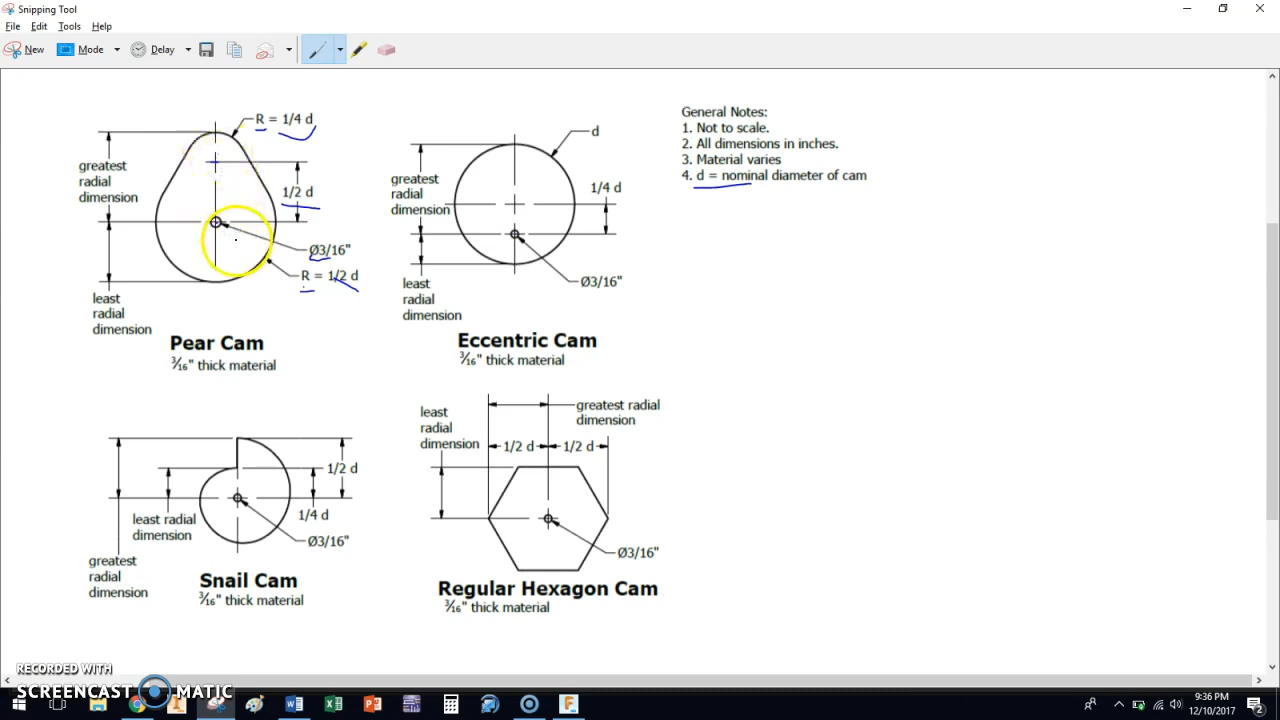 Snipping Tool
File Edit Tools Help
New Mode Delay
R = 1/4 d
greatest
radial
dimension
1/2 d
Ø3/16"
R = 1/2 d
least
radial
dimension
Pear Cam
3/16" thick material
d
greatest
radial
dimension
1/4 d
Ø3/16"
least
radial
dimension
Eccentric Cam
3/16" thick material
General Notes:
1. Not to scale.
2. All dimensions in inches.
3. Material varies
4. d = nominal diameter of cam
1/2 d
least radial
dimension
1/4 d
Ø3/16"
greatest
radial
dimension
Snail Cam
3/16" thick material
least
radial
dimension
greatest radial
dimension
1/2 d 1/2 d
Ø3/16"
Regular Hexagon Cam
3/16" thick material
RECORDED WITH
SCREENCAST MATIC
9:36 PM
12/10/2017